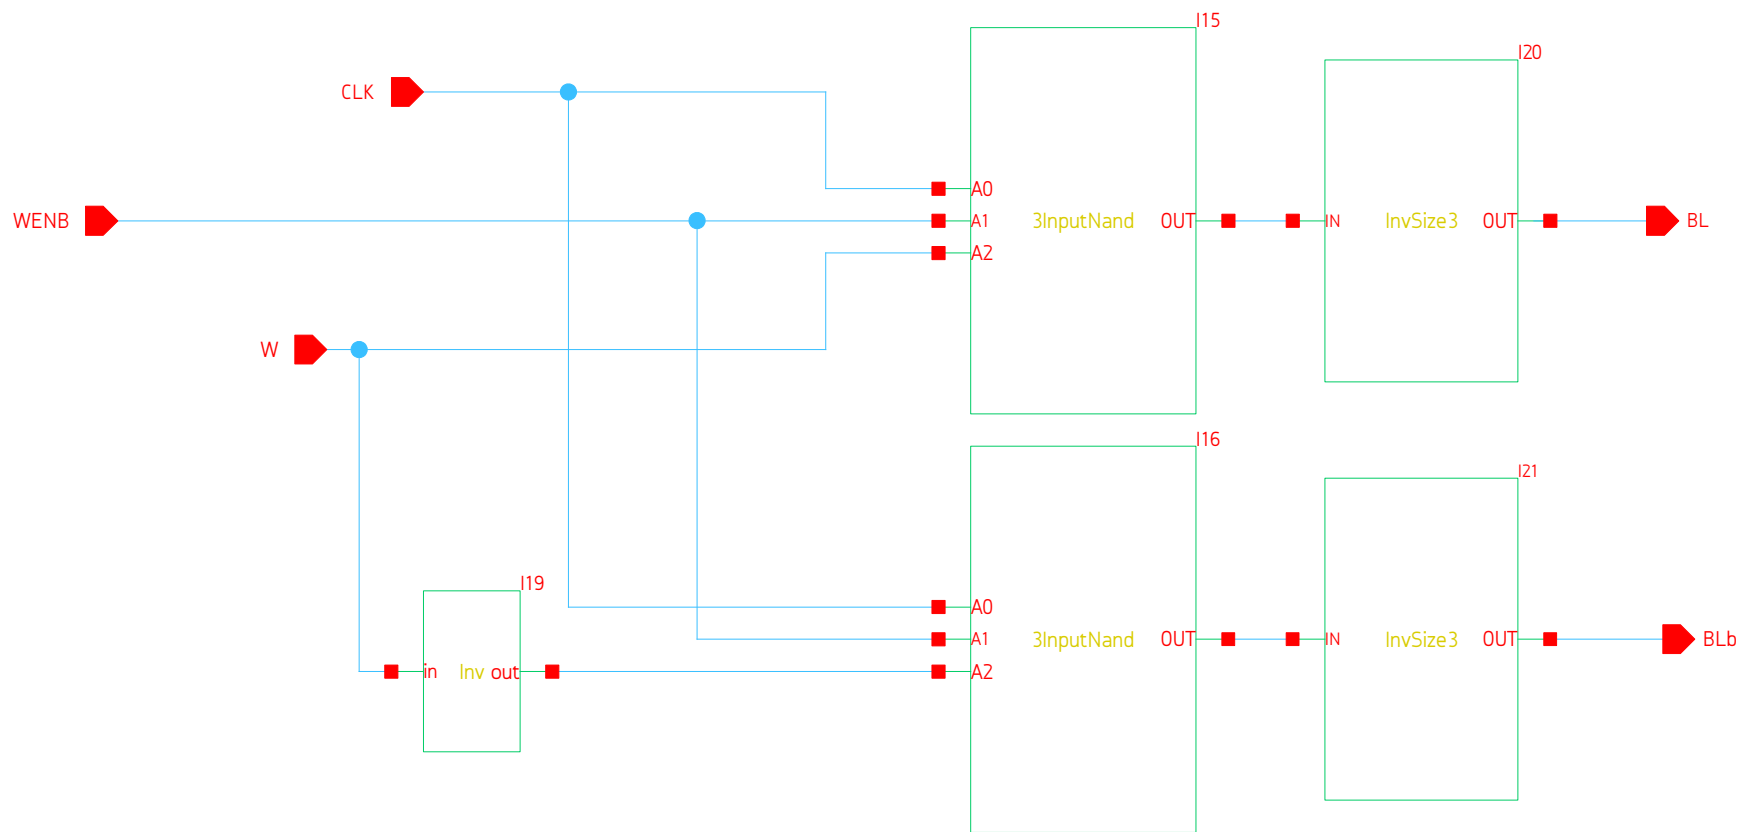 I15
I20
CLK
A0
WENB
A1
3InputNand
OUT
IN
InvSize3
OUT
BL
A2
W
I16
I21
I19
A0
A1
3InputNand
OUT
IN
InvSize3
OUT
BLb
in
Inv
out
A2